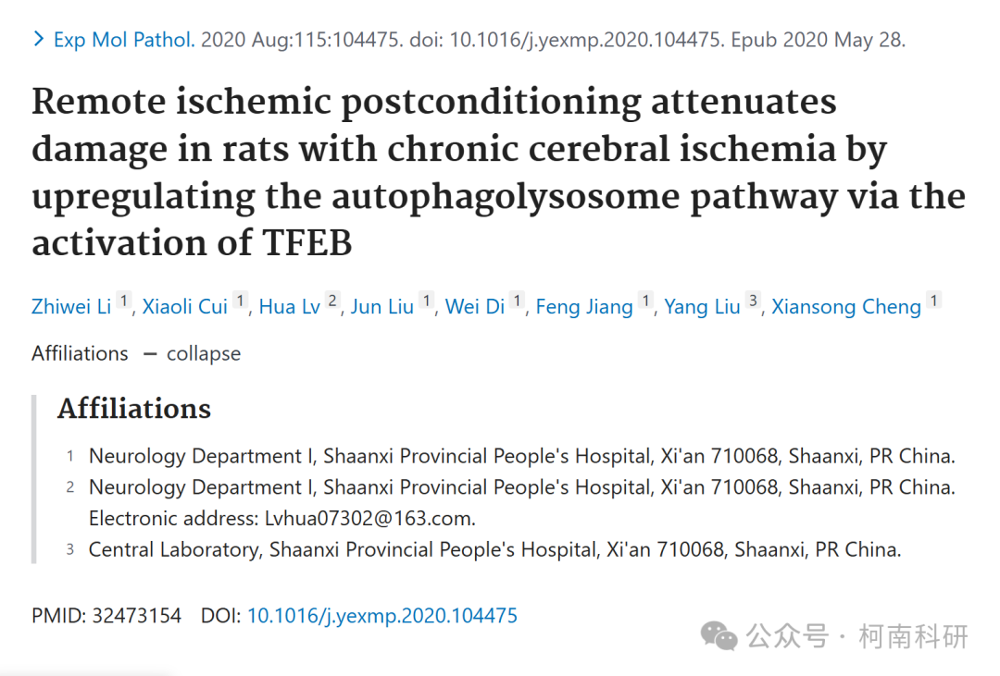 > Exp Mol Pathol. 2020 Aug:115:104475. doi: 10.1016/j.yexmp.2020.104475. Epub 2020 May 28.
Remote ischemic postconditioning attenuates
damage in rats with chronic cerebral ischemia by
upregulating the autophagolysosome pathway via the
activation of TFEB
Zhiwei Li 1, Xiaoli Cui 1, Hua Lv 2, Jun Liu 1, Wei Di 1, Feng Jiang 1, Yang Liu 3, Xiansong Cheng 1
Affiliations — collapse
Affiliations
1 Neurology Department I, Shaanxi Provincial People's Hospital, Xi'an 710068, Shaanxi, PR China.
2 Neurology Department I, Shaanxi Provincial People's Hospital, Xi'an 710068, Shaanxi, PR China.
Electronic address: Lvhua07302@163.com.
3 Central Laboratory, Shaanxi Provincial People's Hospital, Xi'an 710068, Shaanxi, PR China.
PMID: 32473154 DOI: 10.1016/j.yexmp.2020.104475
公众号 · 柯南科研